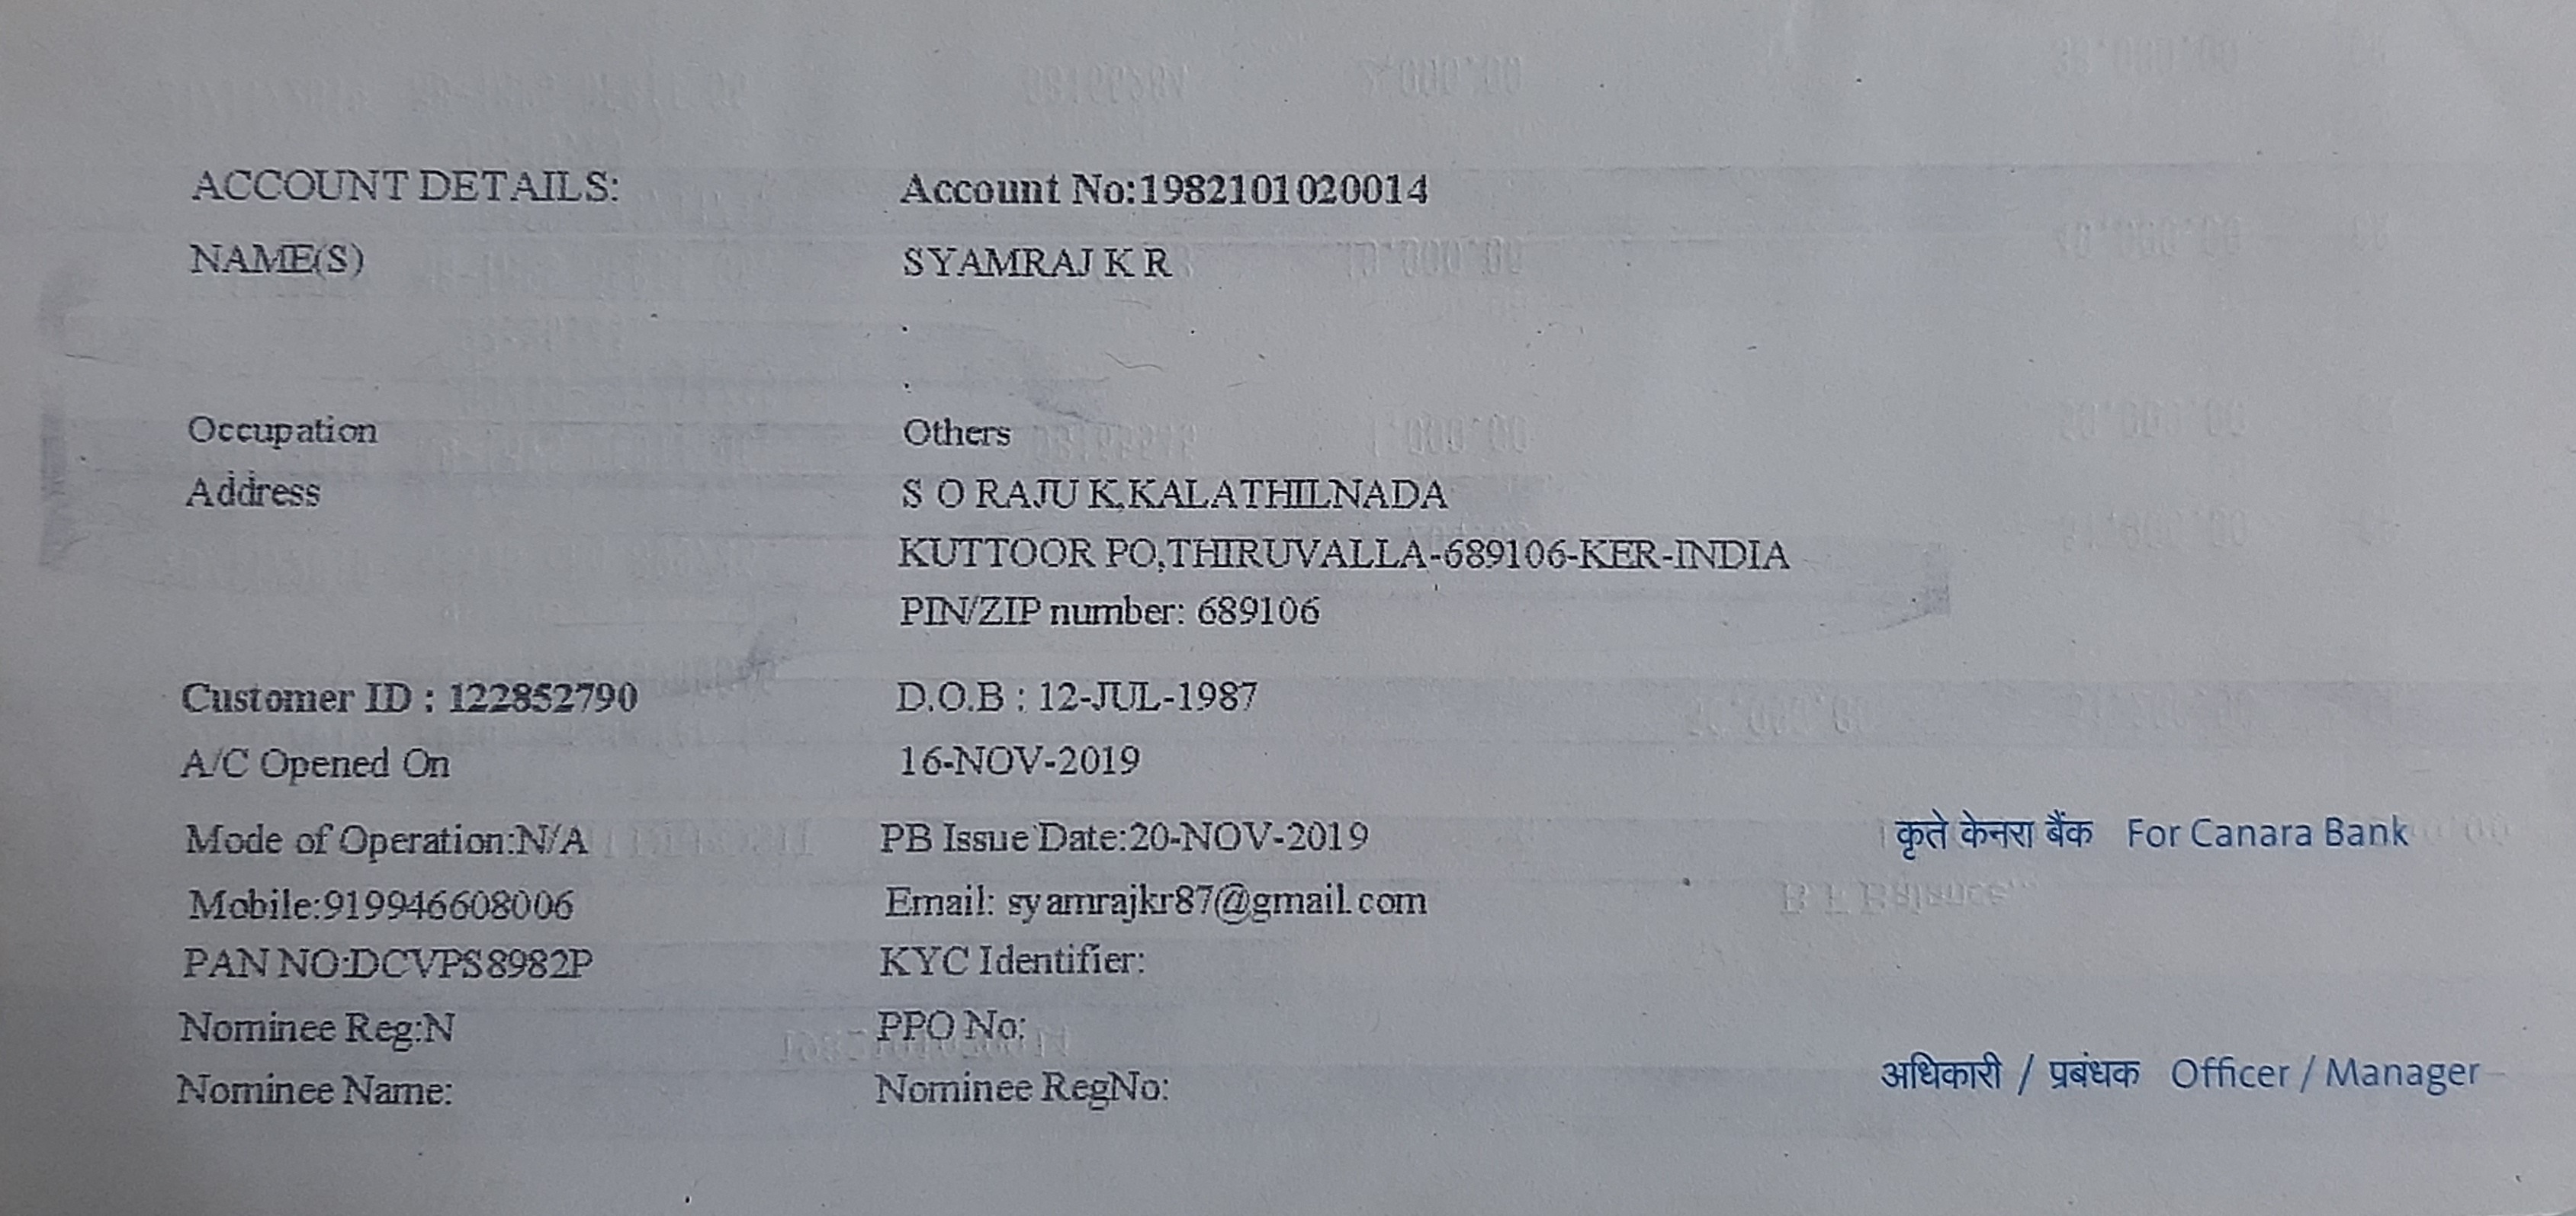 ACCOUNT DETAILS: Account No:1982101020014
NAME(S) SYAMRAJ K R
.
.
Occupation Others
Address S O RAJU K,KALATHILNADA
KUTTOOR PO,THIRUVALLA-689106-KER-INDIA
PIN/ZIP number: 689106
Customer ID : 122852790 D.O.B : 12-JUL-1987
A/C Opened On 16-NOV-2019
Mode of Operation:N/A PB Issue Date:20-NOV-2019 कृते केनरा बैंक For Canara Bank
Mobile:919946608006 Email: syamrajkr87@gmail.com
PAN NO:DCVPS8982P KYC Identifier:
Nominee Reg:N PPO No:
Nominee Name: Nominee RegNo: अधिकारी / प्रबंधक Officer / Manager